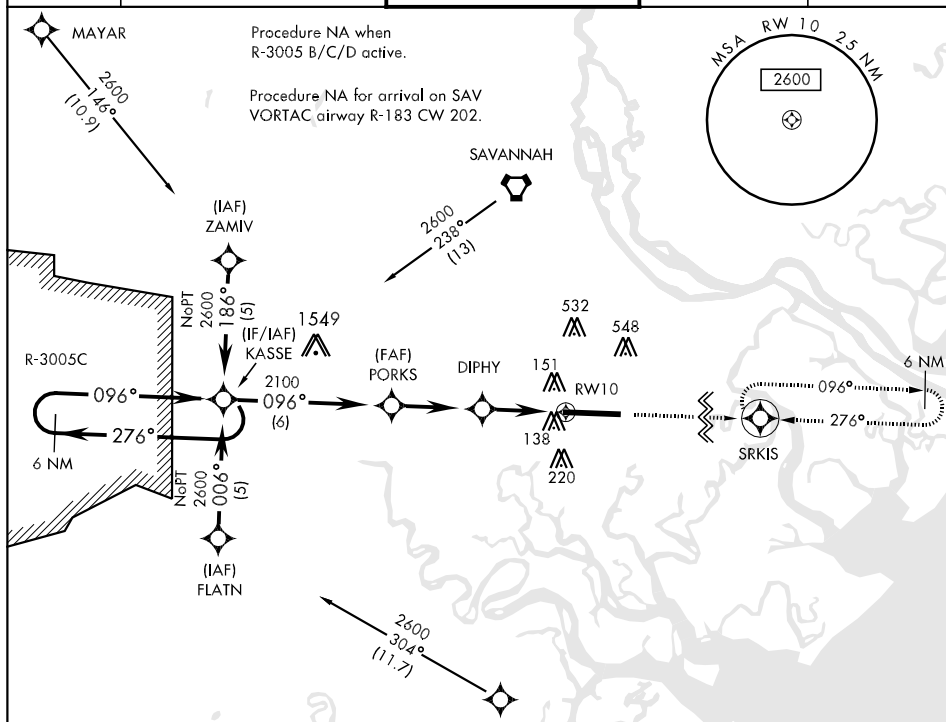 MAYAR
Procedure NA when
R-3005 B/C/D active.
Procedure NA for arrival on SAV
VORTAC airway R-183 CW 202.
MSA RW 10 25 NM
2600
2600
146°
(10.9)
SAVANNAH
2600
238°
(13)
(IAF)
ZAMIV
NoPT
2600
186°
(5)
(IF/IAF)
KASSE
1549
532
548
R-3005C
(FAF)
PORKS
DIPHY
151
RW10
6 NM
096°
2100
096°
(6)
096°
276°
276°
6 NM
138
220
SRKIS
NoPT
2600
006°
(5)
(IAF)
FLATN
2600
304°
(11.7)